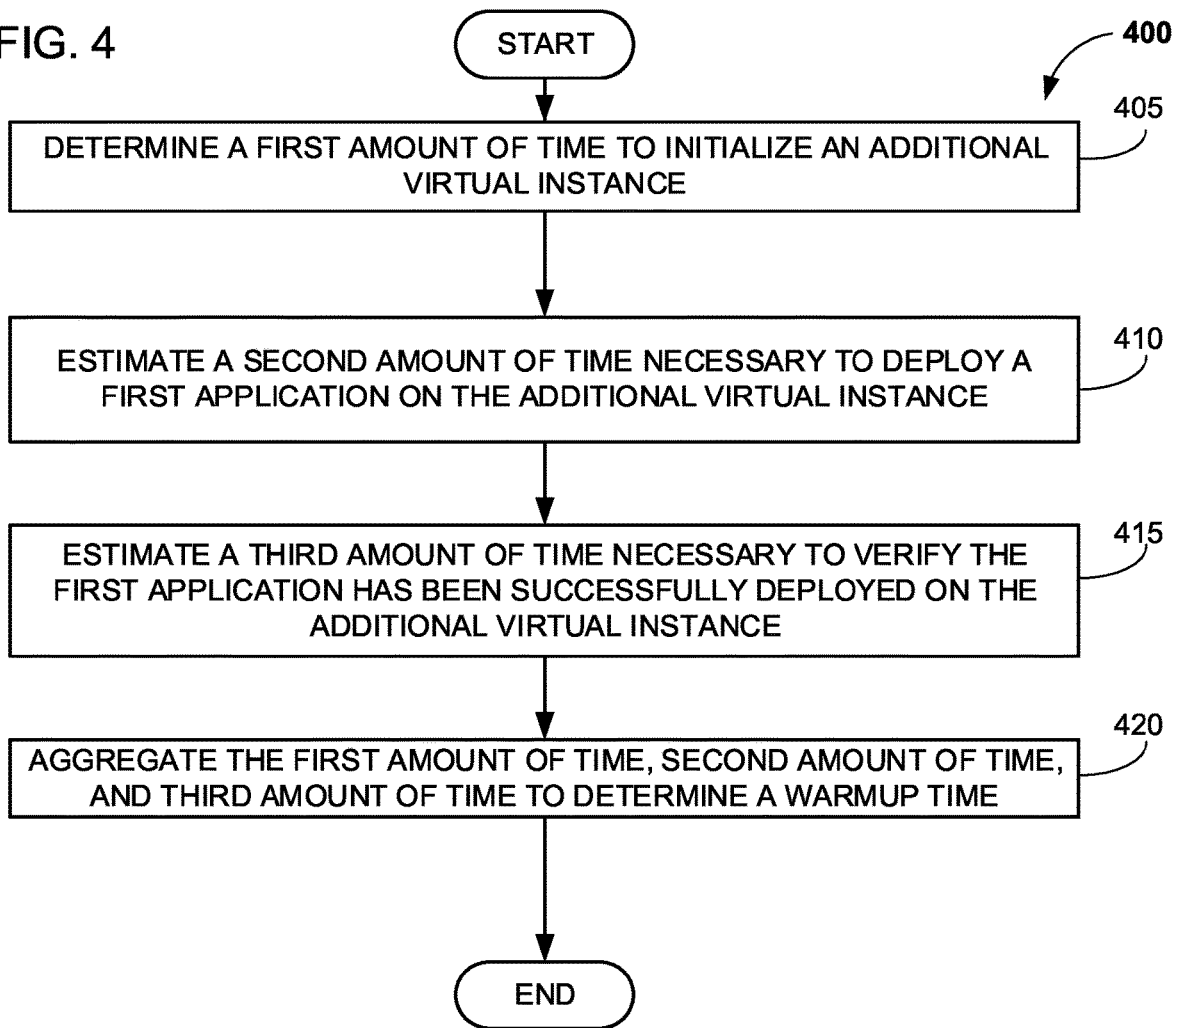 FIG. 4
START
400
405
DETERMINE A FIRST AMOUNT OF TIME TO INITIALIZE AN ADDITIONAL
VIRTUAL INSTANCE
410
ESTIMATE A SECOND AMOUNT OF TIME NECESSARY TO DEPLOY A
FIRST APPLICATION ON THE ADDITIONAL VIRTUAL INSTANCE
415
ESTIMATE A THIRD AMOUNT OF TIME NECESSARY TO VERIFY THE
FIRST APPLICATION HAS BEEN SUCCESSFULLY DEPLOYED ON THE
ADDITIONAL VIRTUAL INSTANCE
420
AGGREGATE THE FIRST AMOUNT OF TIME, SECOND AMOUNT OF TIME,
AND THIRD AMOUNT OF TIME TO DETERMINE A WARMUP TIME
END